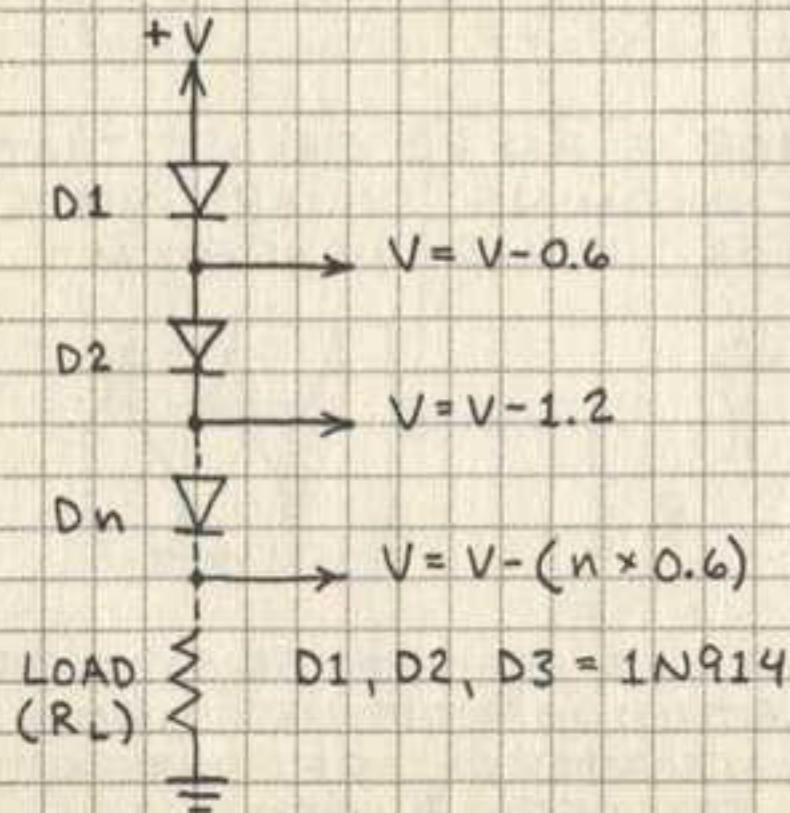 +V
D1
V = V - 0.6
D2
V = V - 1.2
Dn
V = V - (n × 0.6)
LOAD
(RL)
D1, D2, D3 = 1N914